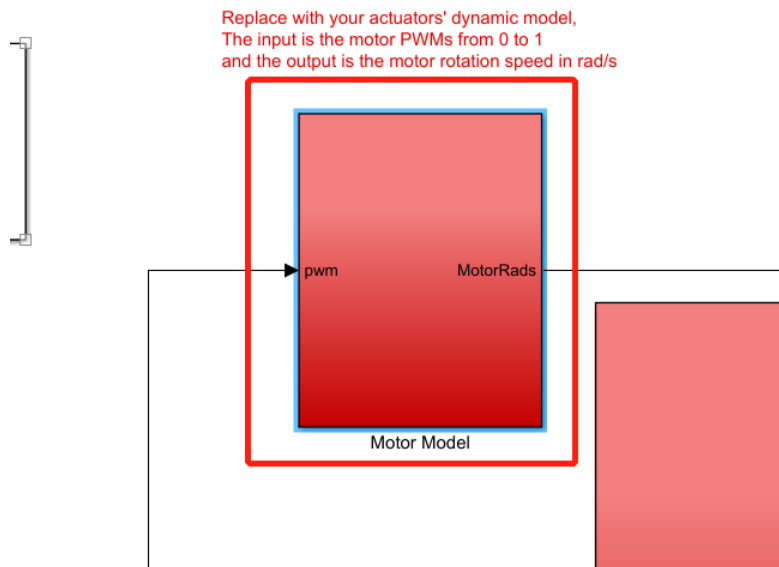 Replace with your actuators' dynamic model,
The input is the motor PWMs from 0 to 1
and the output is the motor rotation speed in rad/s
pwm
MotorRads
Motor Model